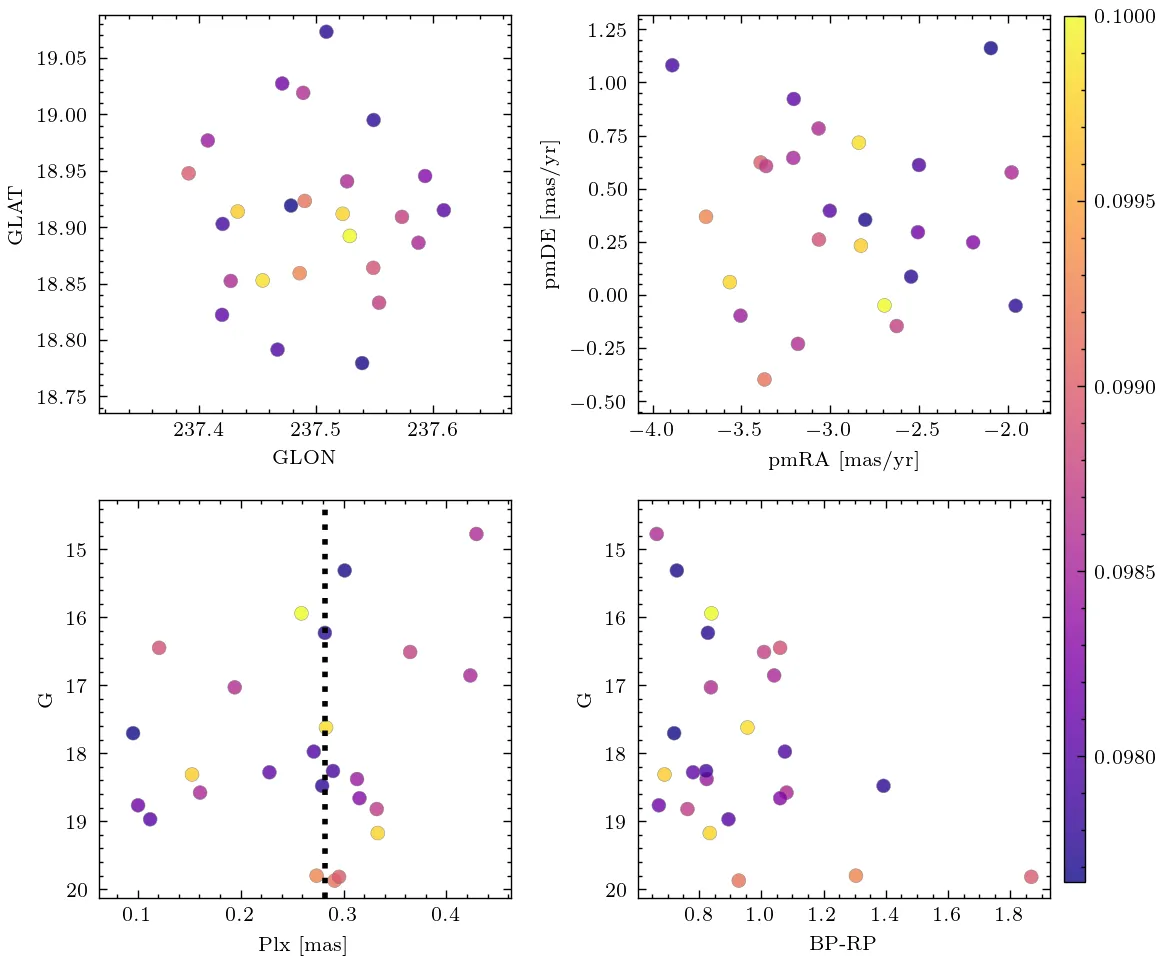 19.05
19.00
18.95
18.90
18.85
18.80
18.75
GLAT
237.4 237.5 237.6
GLON
1.25
1.00
0.75
0.50
0.25
0.00
−0.25
−0.50
pmDE [mas/yr]
−4.0 −3.5 −3.0 −2.5 −2.0
pmRA [mas/yr]
0.1000
0.0995
0.0990
0.0985
0.0980
15
16
17
18
19
20
G
0.1 0.2 0.3 0.4
Plx [mas]
15
16
17
18
19
20
G
0.8 1.0 1.2 1.4 1.6 1.8
BP-RP